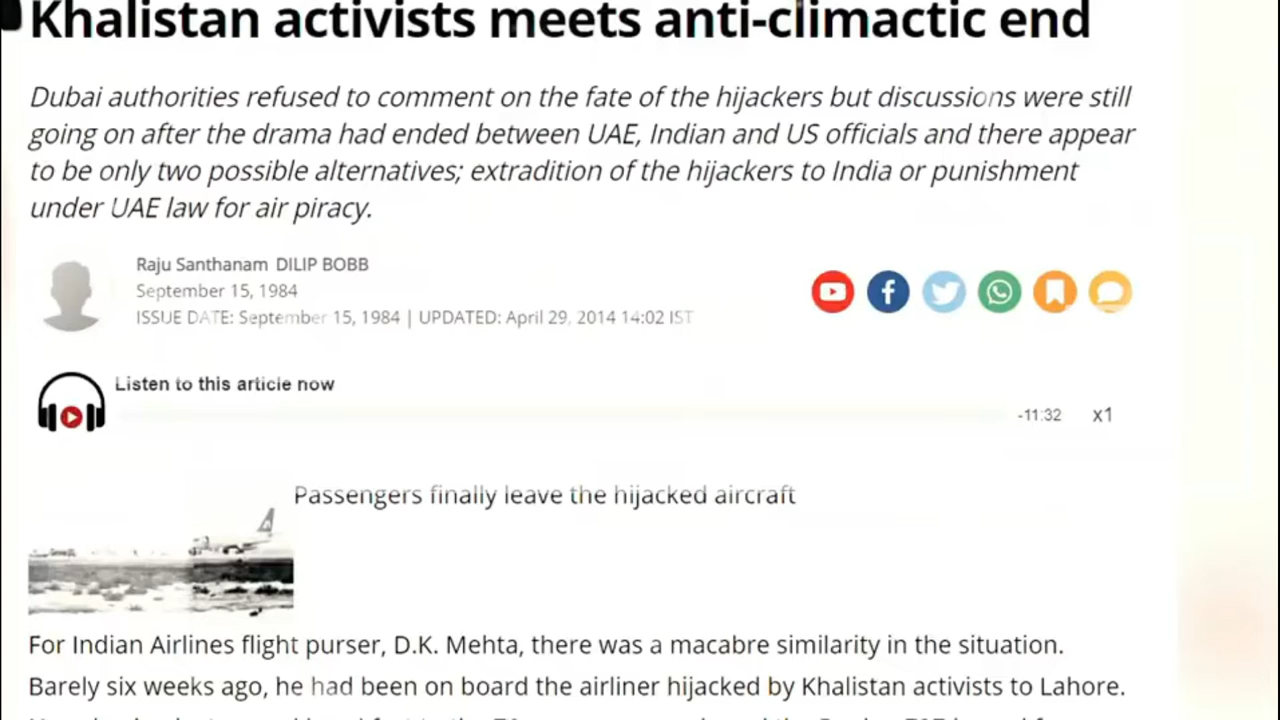 Khalistan activists meets anti-climactic end
Dubai authorities refused to comment on the fate of the hijackers but discussions were still
going on after the drama had ended between UAE, Indian and US officials and there appear
to be only two possible alternatives; extradition of the hijackers to India or punishment
under UAE law for air piracy.
Raju Santhanam DILIP BOBB
September 15, 1984
ISSUE DATE: September 15, 1984 | UPDATED: April 29, 2014 14:02 IST
Listen to this article now
-11:32 x1
Passengers finally leave the hijacked aircraft
For Indian Airlines flight purser, D.K. Mehta, there was a macabre similarity in the situation.
Barely six weeks ago, he had been on board the airliner hijacked by Khalistan activists to Lahore.